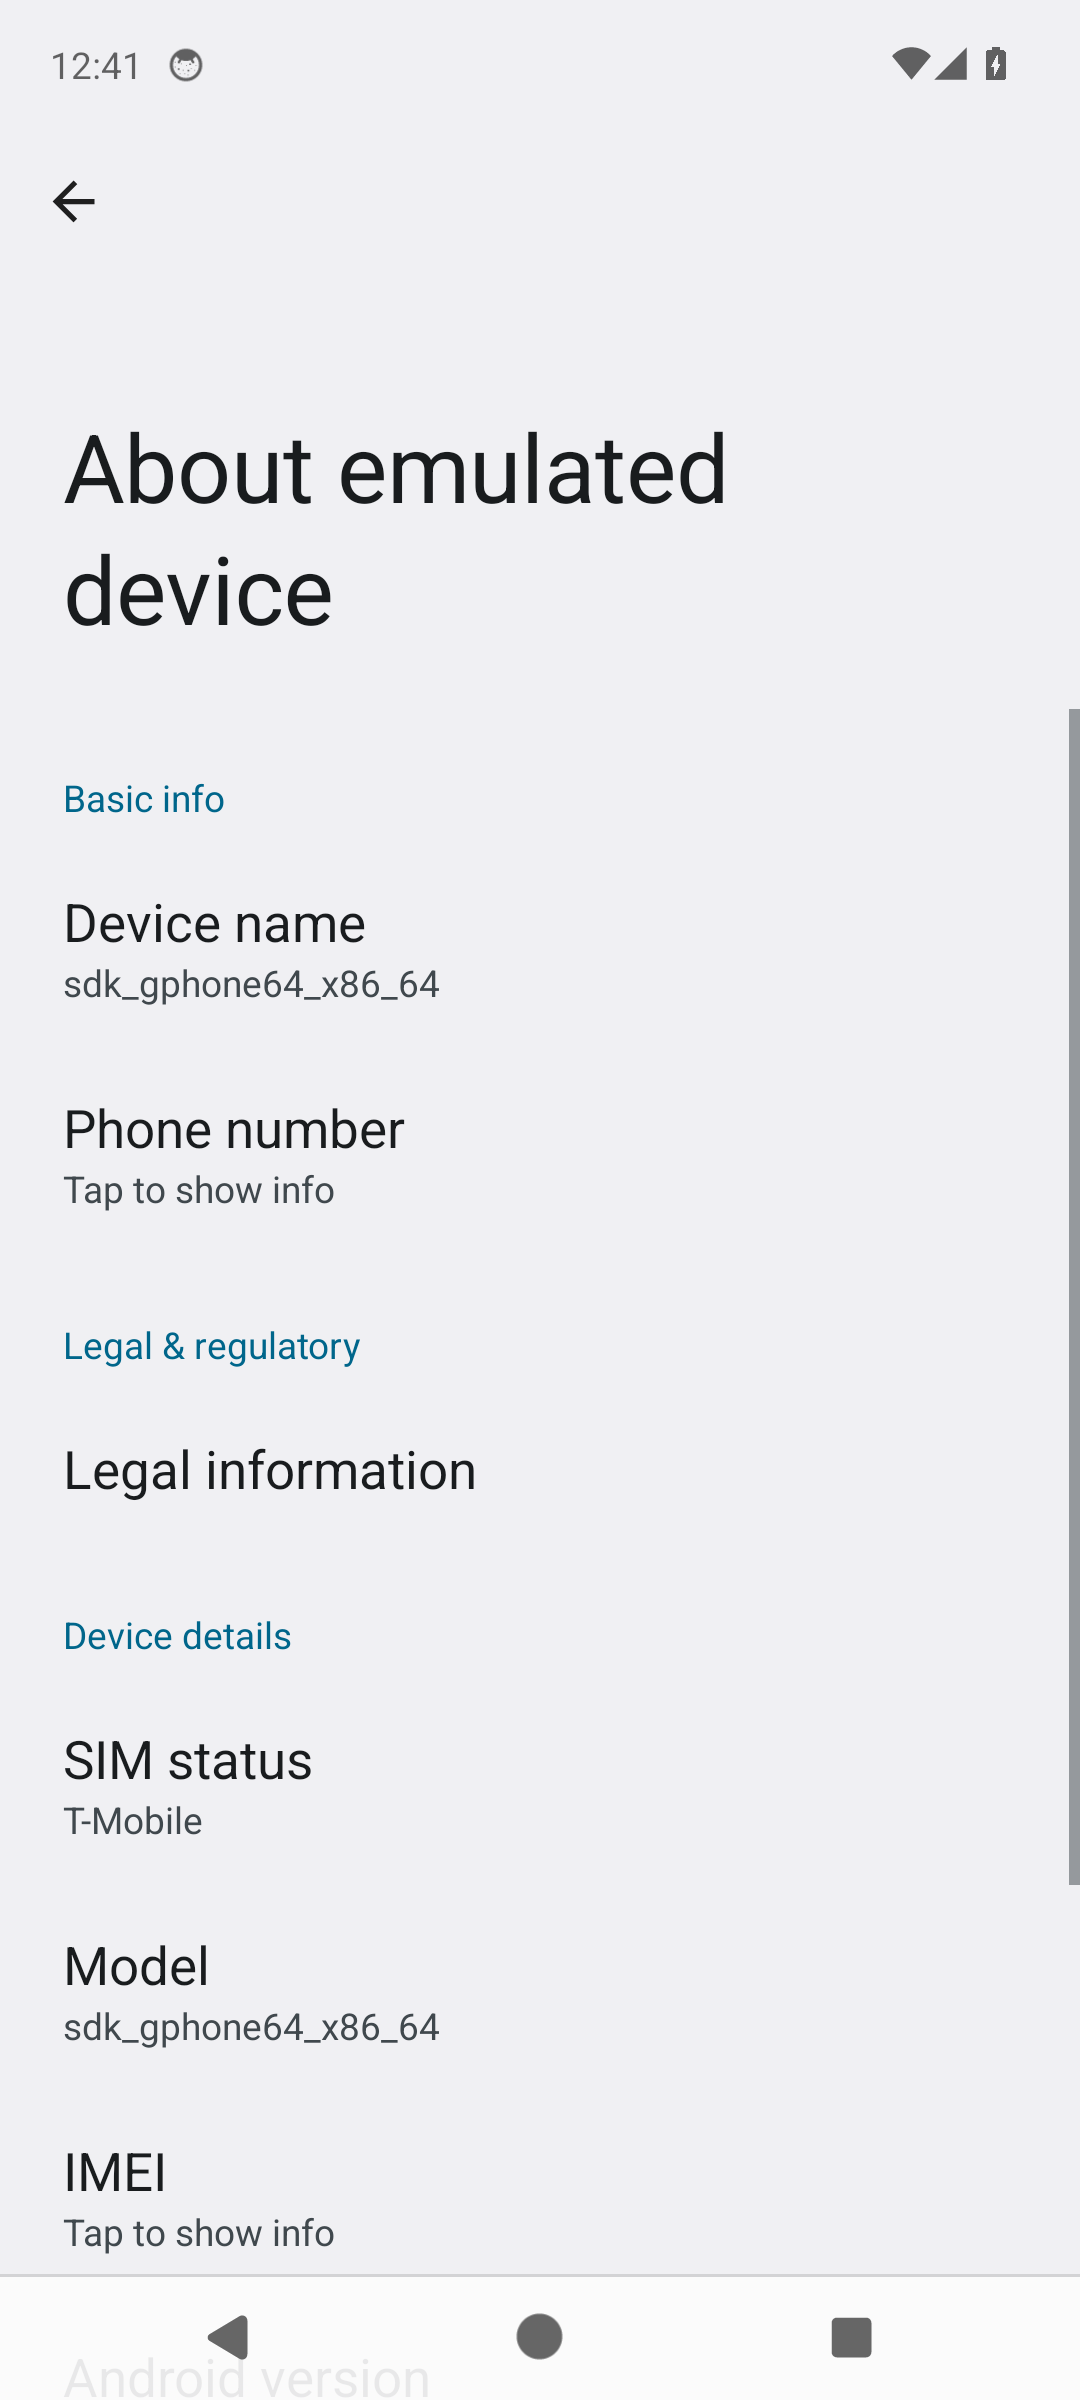 12:41
About emulated
device
Basic info
Device name
sdk_gphone64_x86_64
Phone number
Tap to show info
Legal & regulatory
Legal information
Device details
SIM status
T-Mobile
Model
sdk_gphone64_x86_64
IMEI
Tap to show info
Android version